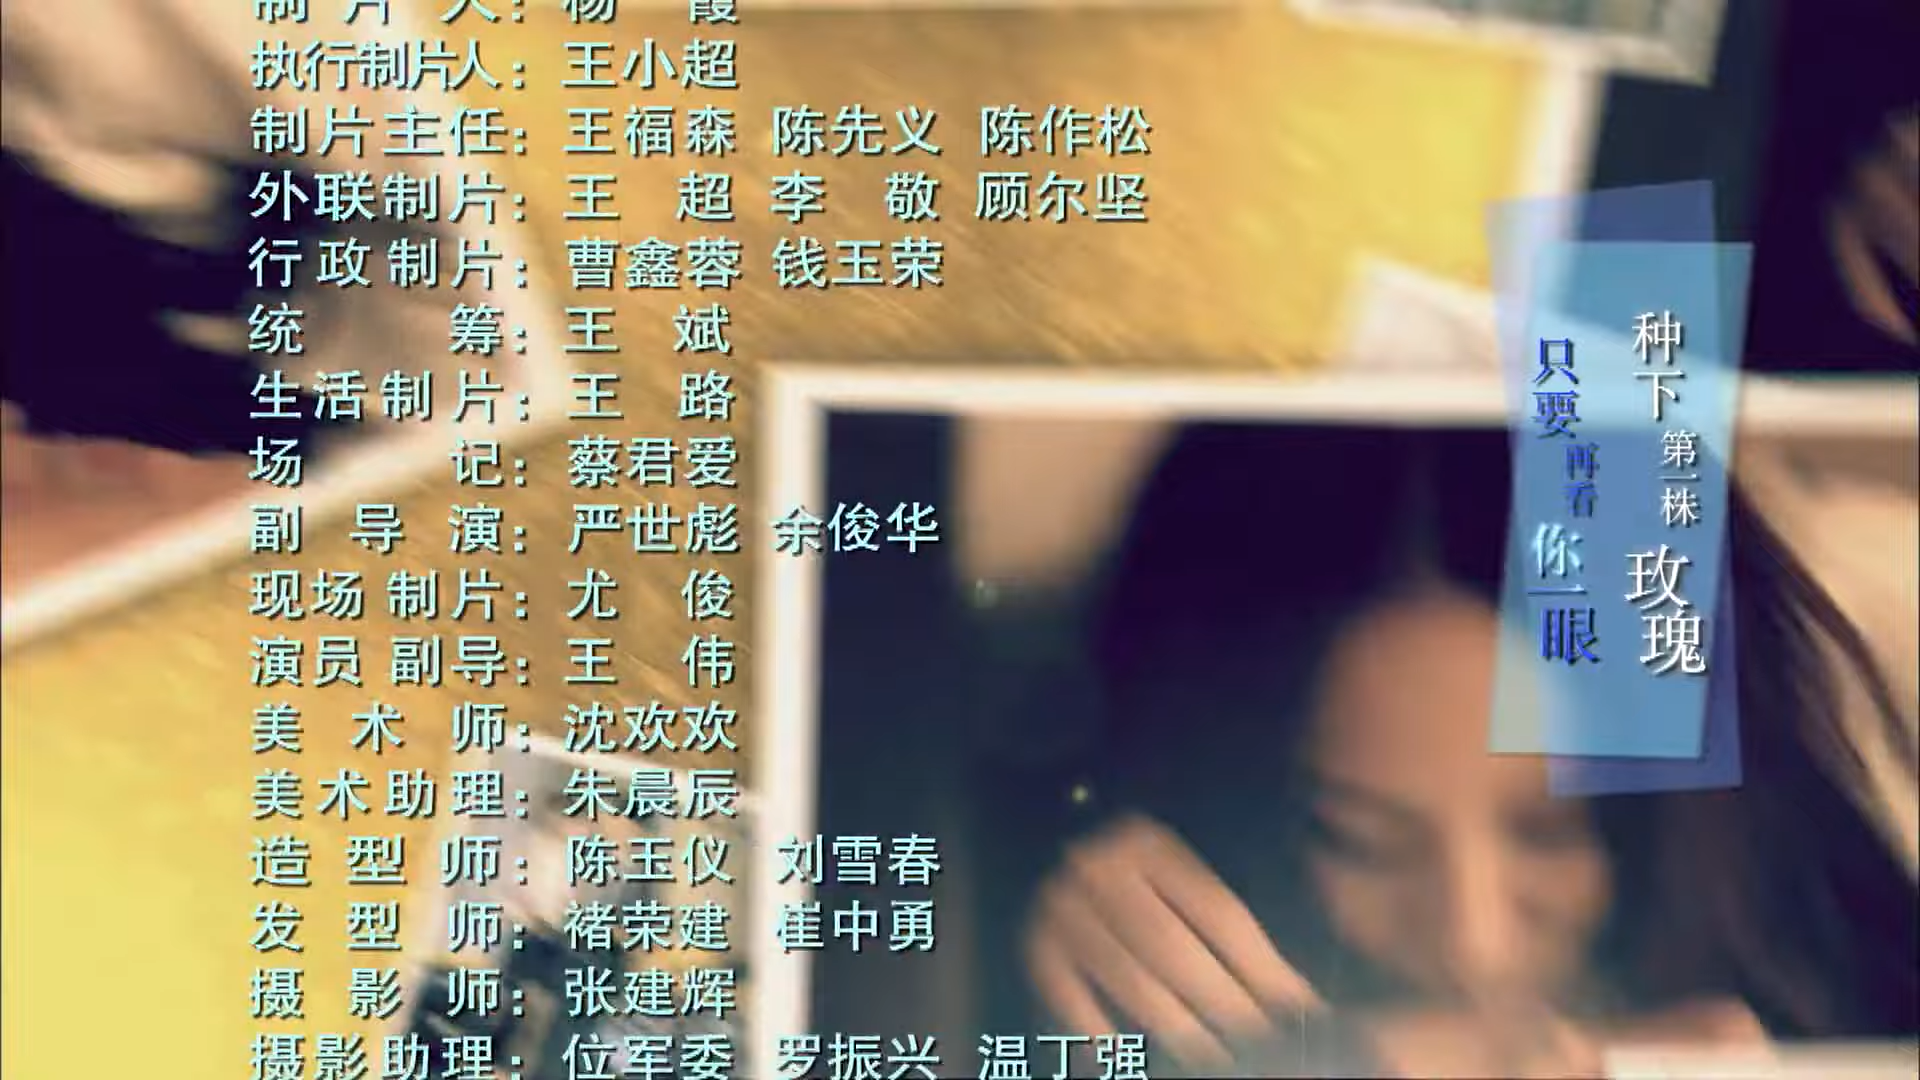 制片人：杨霞
执行制片人：王小超
制片主任：王福森 陈先义 陈作松
外联制片：王超 李敬 顾尔坚
行政制片：曹鑫蓉 钱玉荣
统筹：王斌
生活制片：王路
场记：蔡君爱
副导演：严世彪 余俊华
现场制片：尤俊
演员副导：王伟
美术师：沈欢欢
美术助理：朱晨辰
造型师：陈玉仪 刘雪春
发型师：褚荣建 崔中勇
摄影师：张建辉
摄影助理：位军委 罗振兴 温丁强
种下第一株玫瑰
只要再看你一眼